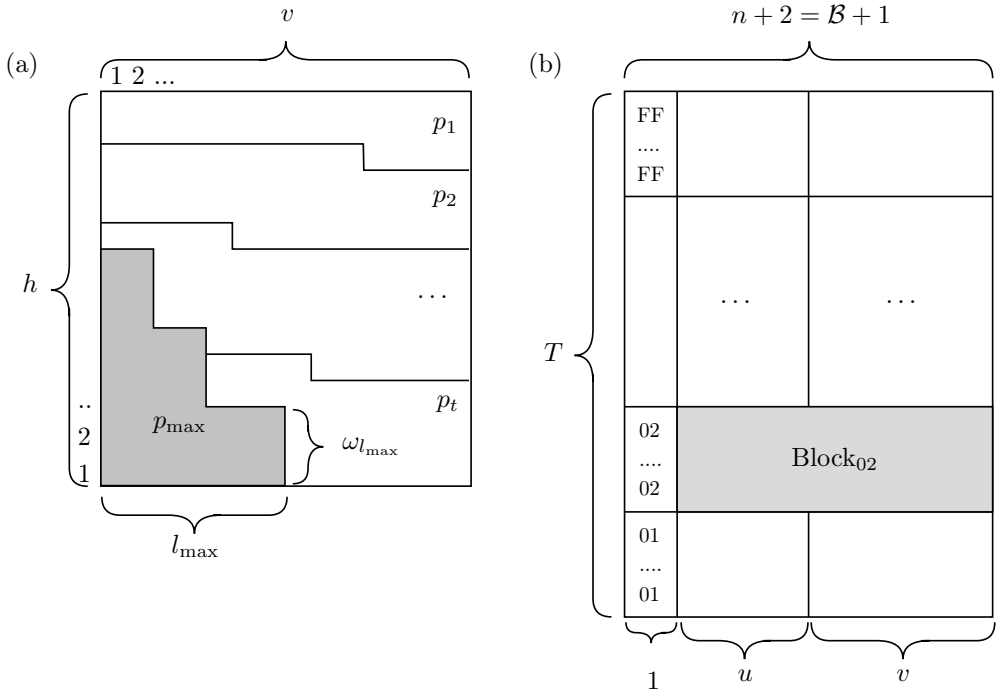 (a)
v
1 2 ...
h
p₁
p₂
...
..
2
1
p_max
p_t
ω_{l_max}
l_max
(b)
n + 2 = ℬ + 1
T
FF
....
FF
... ...
02
....
02
Block₀₂
01
....
01
1 u v